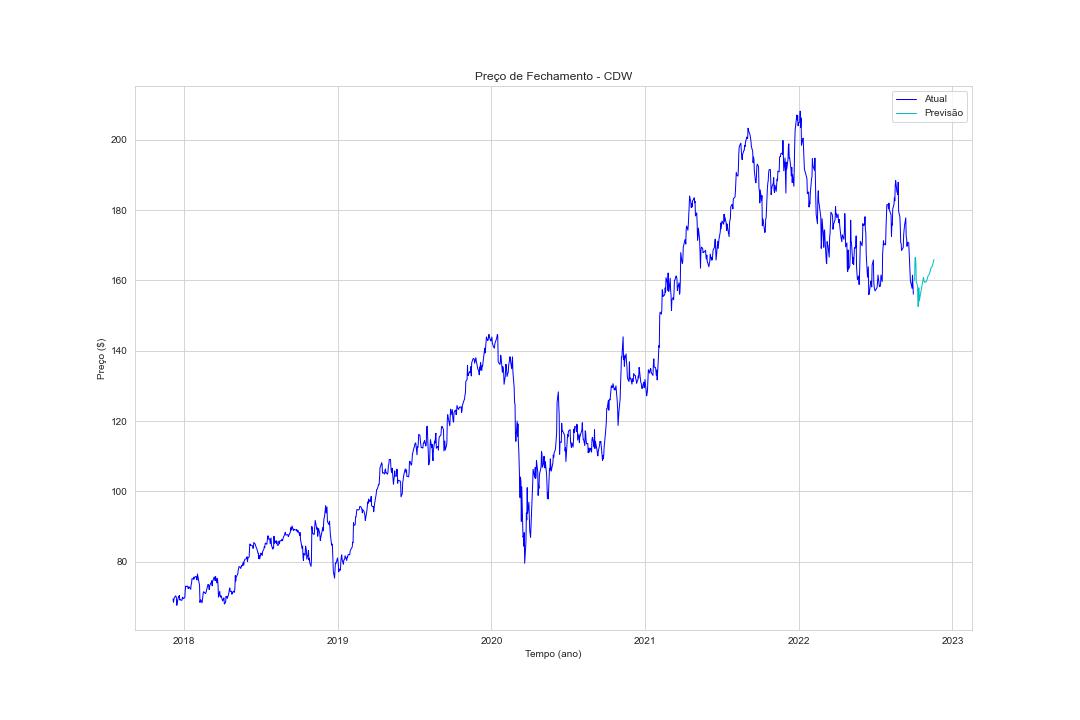 Preço de Fechamento - CDW
Atual
Previsão
200
180
160
140
120
100
80
Preço ($)
2018 2019 2020 2021 2022 2023
Tempo (ano)